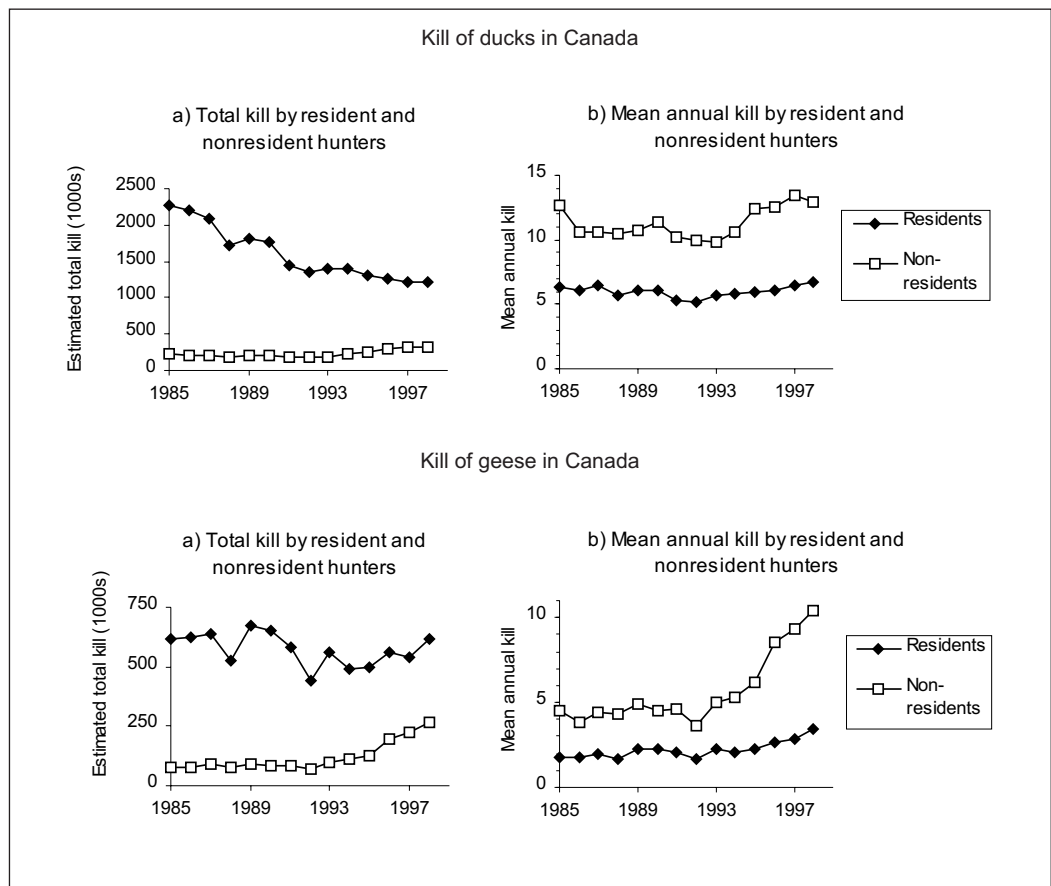 Kill of ducks in Canada
a) Total kill by resident and
nonresident hunters
Estimated total kill (1000s)
2500
2000
1500
1000
500
0
1985
1989
1993
1997
b) Mean annual kill by resident and
nonresident hunters
Mean annual kill
15
10
5
0
1985
1989
1993
1997
Residents
Non-
residents
Kill of geese in Canada
a) Total kill by resident and
nonresident hunters
Estimated total kill (1000s)
750
500
250
0
1985
1989
1993
1997
b) Mean annual kill by resident and
nonresident hunters
Mean annual kill
10
5
0
1985
1989
1993
1997
Residents
Non-
residents